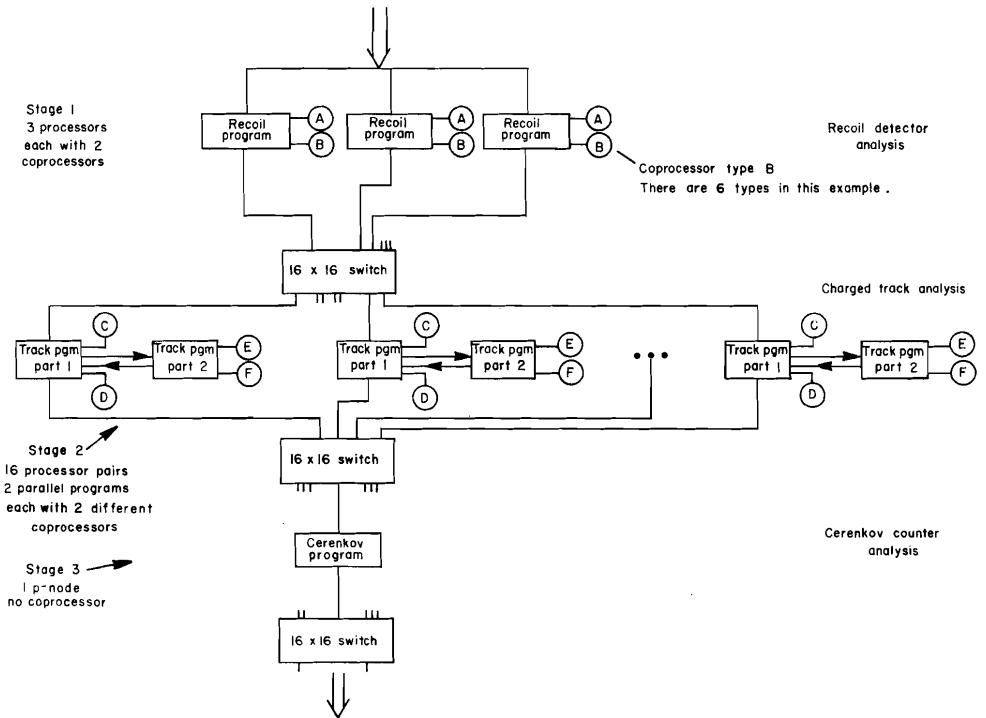 Stage 1
3 processors
each with 2
coprocessors
Recoil
program
A
B
Recoil
program
A
B
Recoil
program
A
B
Recoil detector
analysis
Coprocessor type B
There are 6 types in this example.
16 x 16 switch
Charged track analysis
Track pgm
part 1
C
D
Track pgm
part 2
E
F
Track pgm
part 1
C
D
Track pgm
part 2
E
F
•••
Track pgm
part 1
C
D
Track pgm
part 2
E
F
Stage 2
16 processor pairs
2 parallel programs
each with 2 different
coprocessors
16 x 16 switch
Cerenkov counter
analysis
Cerenkov
program
Stage 3
1 p-node
no coprocessor
16 x 16 switch